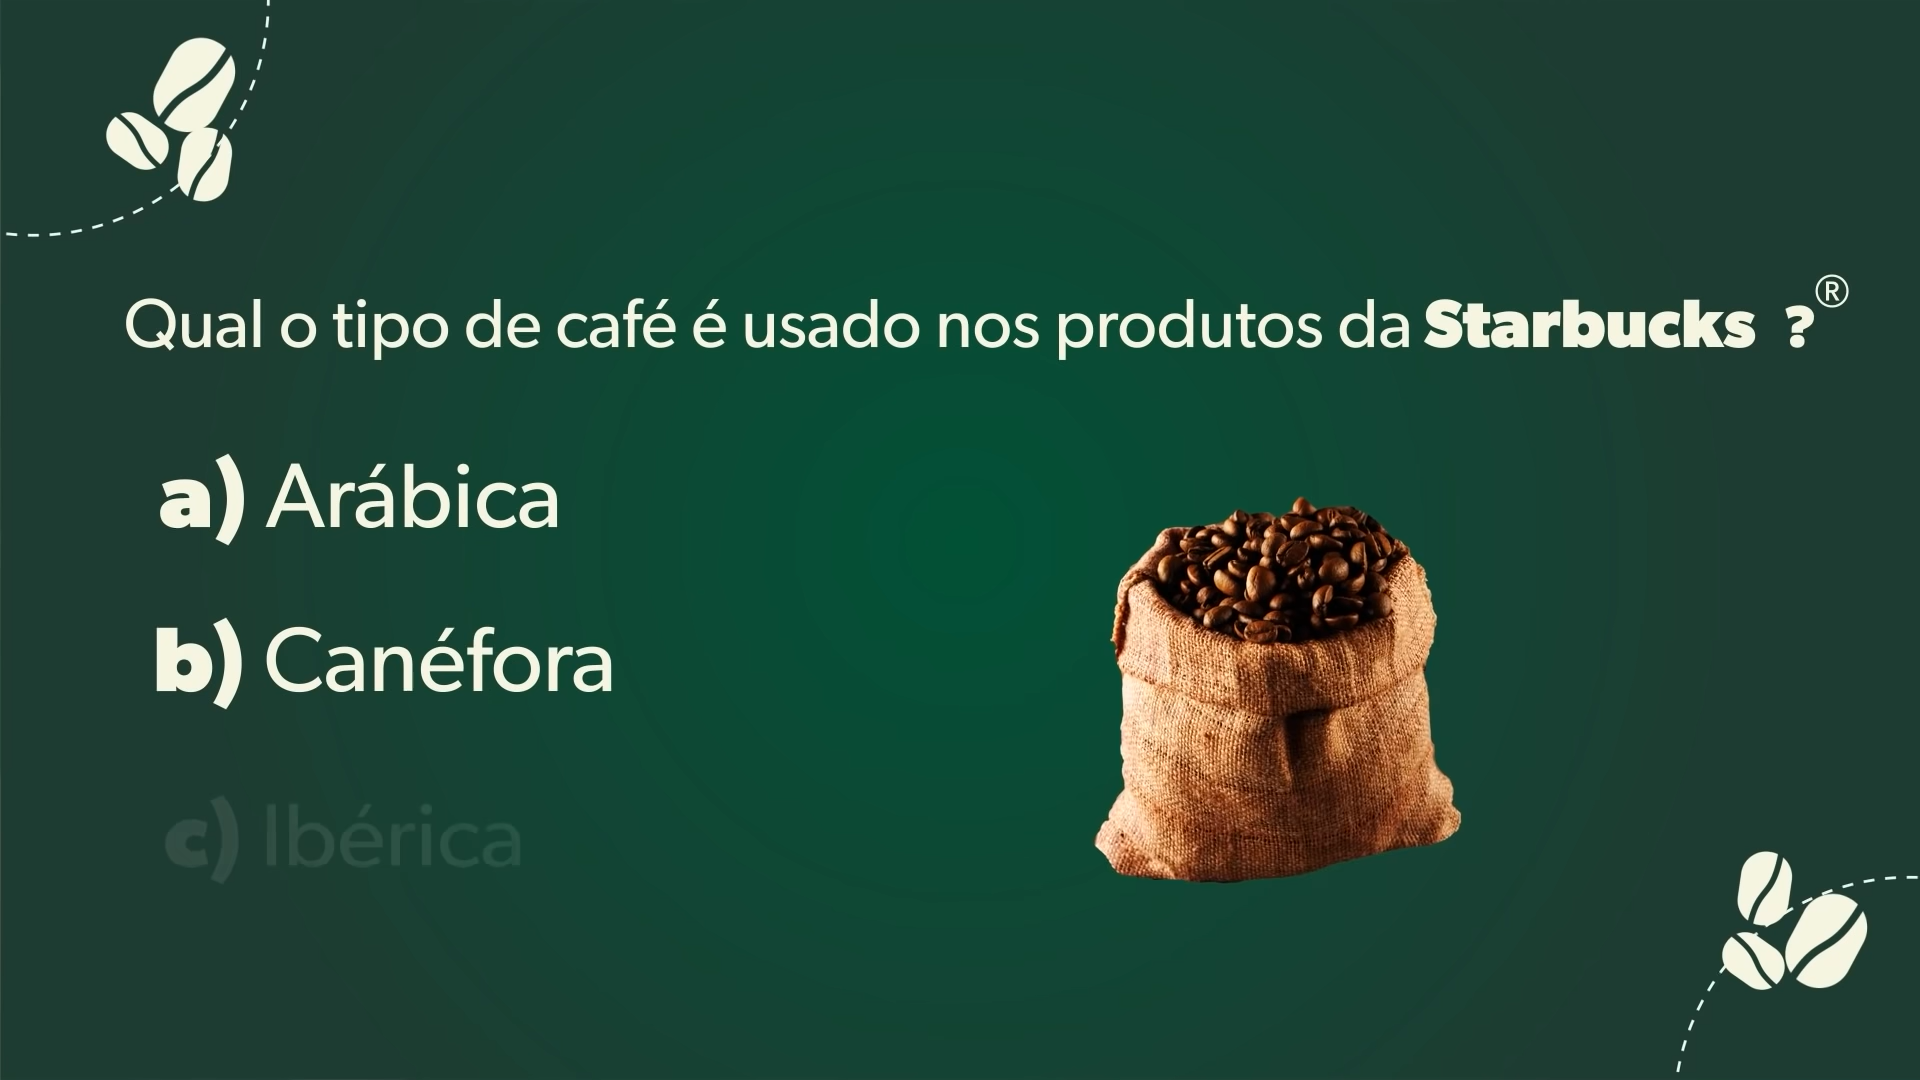 Qual o tipo de café é usado nos produtos da Starbucks ?®
a) Arábica
b) Canéfora
c) Ibérica